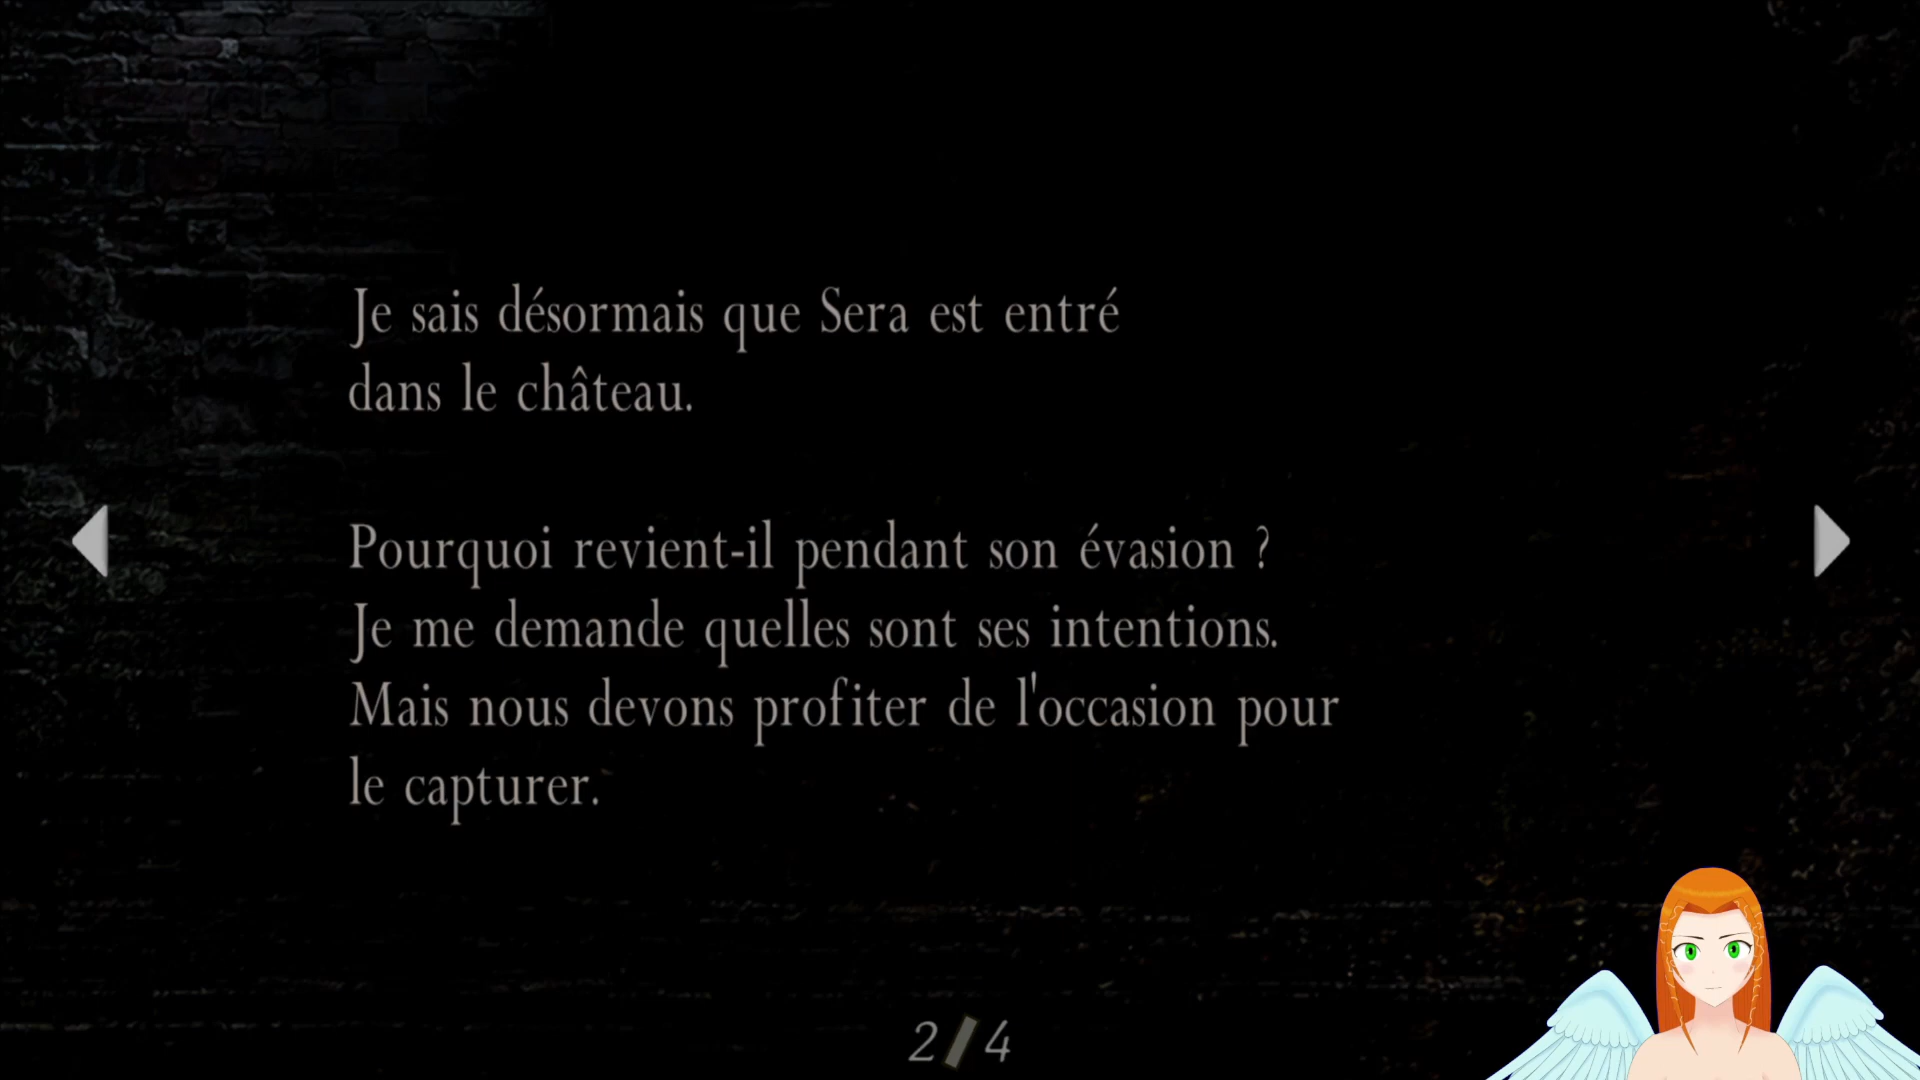 Je sais désormais que Sera est entré
dans le château.
Pourquoi revient-il pendant son évasion ?
Je me demande quelles sont ses intentions.
Mais nous devons profiter de l'occasion pour
le capturer.
2/4